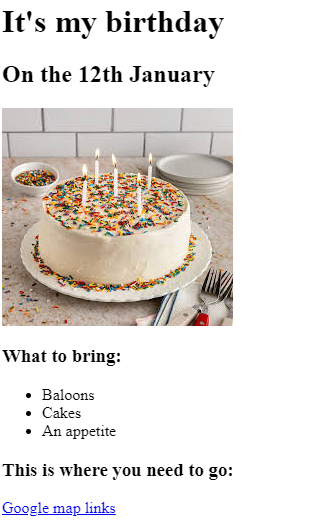 It's my birthday
On the 12th January
What to bring:
Baloons
Cakes
An appetite
This is where you need to go:
Google map links